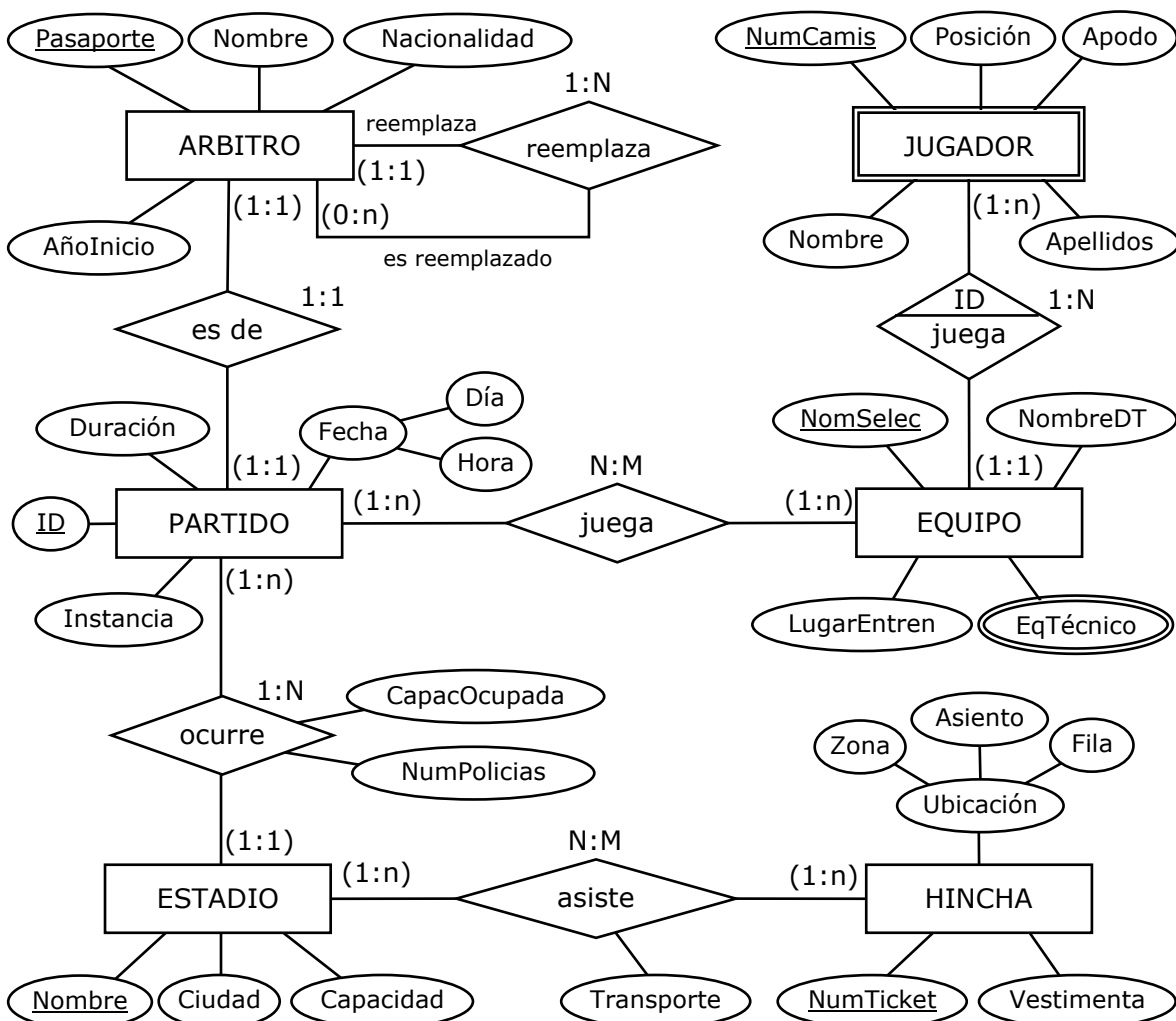 Pasaporte
Nombre
Nacionalidad
NumCamis
Posición
Apodo
1:N
reemplaza
ARBITRO
reemplaza
JUGADOR
(1:1)
(1:1)
(0:n)
(1:n)
AñoInicio
es reemplazado
Nombre
Apellidos
1:1
ID
1:N
es de
juega
Día
Duración
Fecha
NomSelec
NombreDT
Hora
(1:1)
N:M
(1:1)
(1:n)
(1:n)
ID
PARTIDO
juega
EQUIPO
(1:n)
Instancia
LugarEntren
EqTécnico
1:N
CapacOcupada
ocurre
NumPolicias
Asiento
Zona
Fila
Ubicación
(1:1)
N:M
(1:n)
(1:n)
ESTADIO
asiste
HINCHA
Nombre
Ciudad
Capacidad
Transporte
NumTicket
Vestimenta